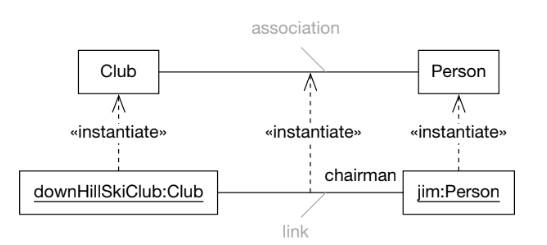 association
Club
Person
«instantiate»
«instantiate»
«instantiate»
chairman
downHillSkiClub:Club
jim:Person
link